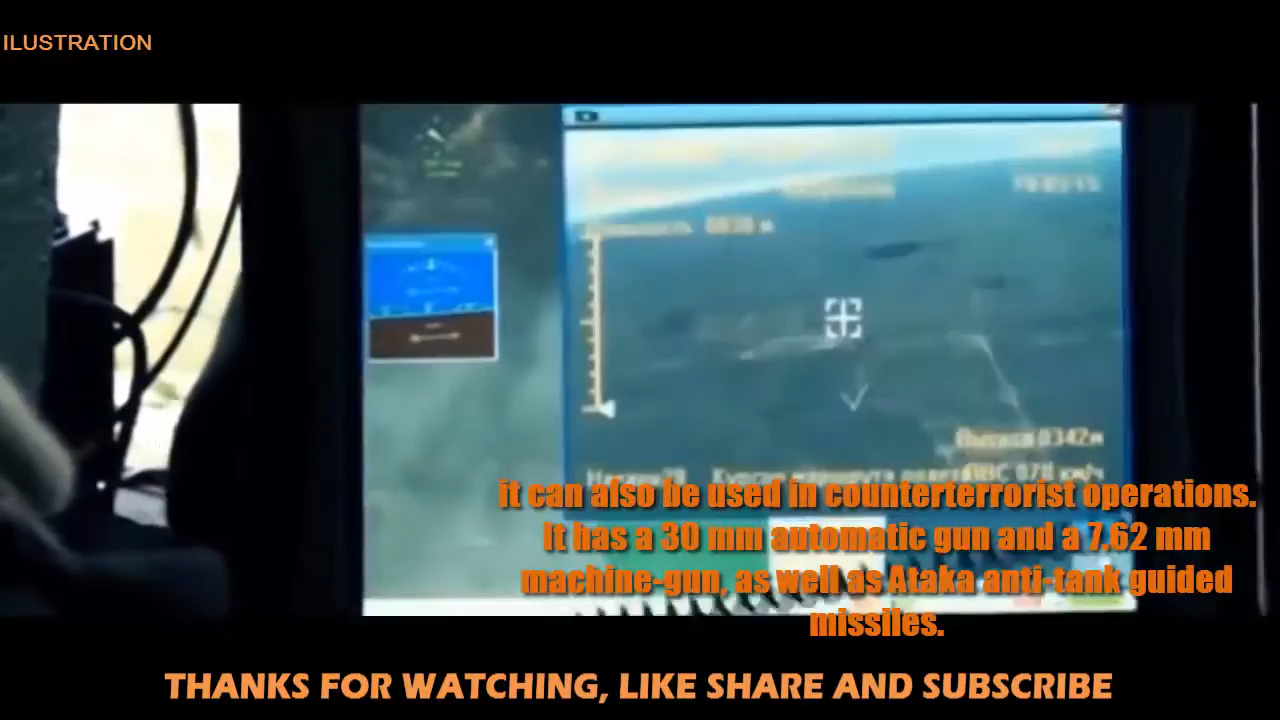 ILUSTRATION
0342м
it can also be used in counterterrorist operations.
It has a 30 mm automatic gun and a 7.62 mm
machine-gun, as well as Ataka anti-tank guided
missiles.
THANKS FOR WATCHING, LIKE SHARE AND SUBSCRIBE